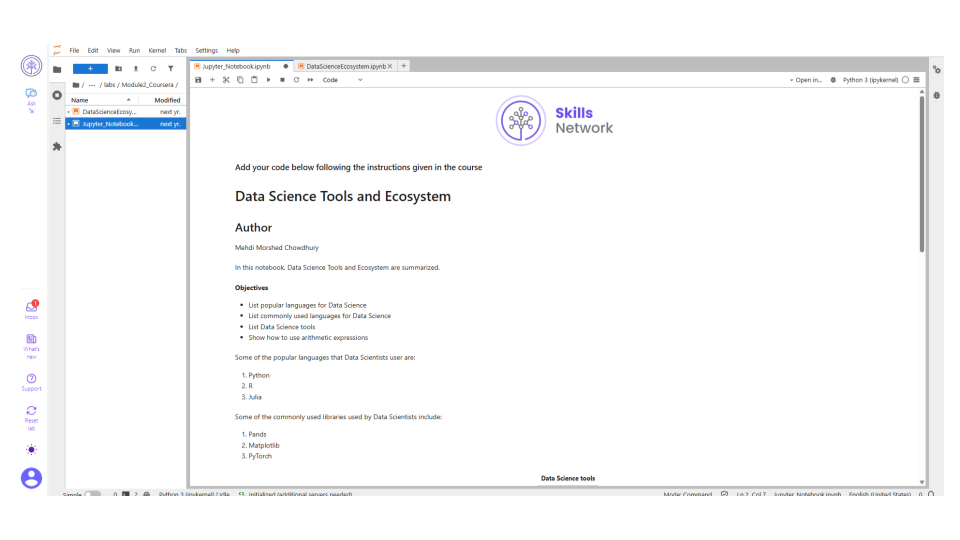 File Edit View Run Kernel Tabs Settings Help
Jupyter_Notebook.ipynb
DataScienceEcosystem.ipynb ×
+
Code
Open in...
Python 3 (ipykernel)
/ ··· / labs / Module2_Coursera /
Name Modified
DataScienceEcosy... next yr.
Jupyter_Notebook... next yr.
Ask
Inbox
1
What's
new
Support
Reset
lab
Skills
Network
Add your code below following the instructions given in the course
Data Science Tools and Ecosystem
Author
Mehdi Morshed Chowdhury
In this notebook, Data Science Tools and Ecosystem are summarized.
Objectives
• List popular languages for Data Science
• List commonly used languages for Data Science
• List Data Science tools
• Show how to use arithmetic expressions
Some of the popular languages that Data Scientists user are:
1. Python
2. R
3. Julia
Some of the commonly used libraries used by Data Scientists include:
1. Pands
2. Matplotlib
3. PyTorch
Data Science tools
Simple 0 2 Python 3 (ipykernel) | Idle Initialized (additional servers needed) Mode: Command Ln 2, Col 7 Jupyter_Notebook.ipynb English (United States) 0